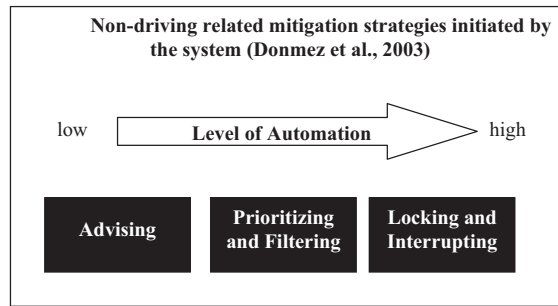 Non-driving related mitigation strategies initiated by
the system (Donmez et al., 2003)
low
Level of Automation
high
Advising
Prioritizing
and Filtering
Locking and
Interrupting